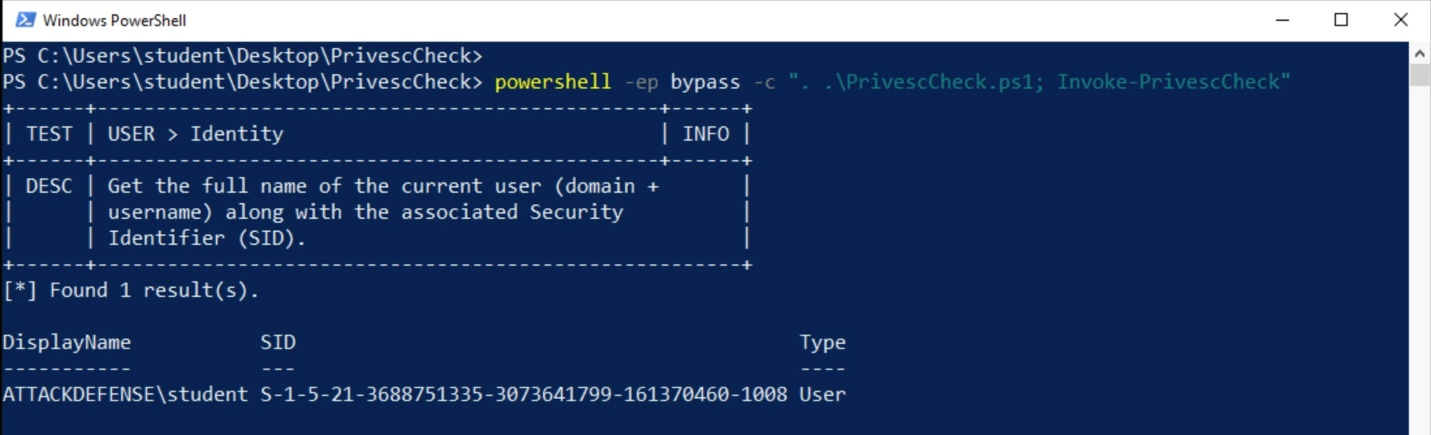 Windows PowerShell
PS C:\Users\student\Desktop\PrivescCheck>
PS C:\Users\student\Desktop\PrivescCheck> powershell -ep bypass -c ". .\PrivescCheck.ps1; Invoke-PrivescCheck"
+------+-----------------------------------------------------+------+
| TEST | USER > Identity                                     | INFO |
+------+-----------------------------------------------------+------+
| DESC | Get the full name of the current user (domain +            |
|      | username) along with the associated Security               |
|      | Identifier (SID).                                          |
+------+------------------------------------------------------------+
[*] Found 1 result(s).
DisplayName           SID                                            Type
-----------           ---                                            ----
ATTACKDEFENSE\student S-1-5-21-3688751335-3073641799-161370460-1008 User